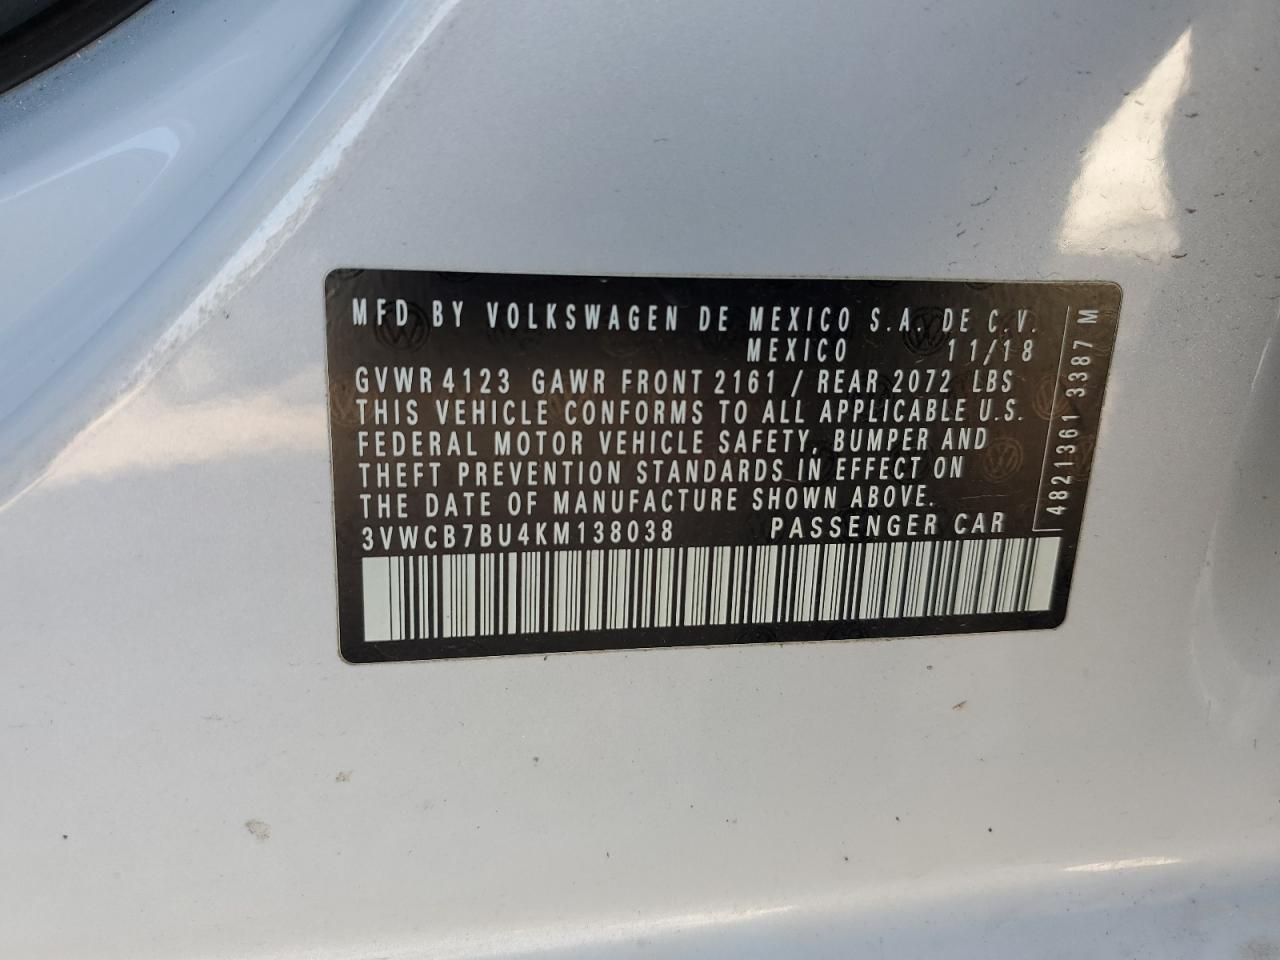 MFD BY VOLKSWAGEN DE MEXICO S.A. DE C.V.
MEXICO 11/18
GVWR 4123 GAWR FRONT 2161 / REAR 2072 LBS
THIS VEHICLE CONFORMS TO ALL APPLICABLE U.S.
FEDERAL MOTOR VEHICLE SAFETY, BUMPER AND
THEFT PREVENTION STANDARDS IN EFFECT ON
THE DATE OF MANUFACTURE SHOWN ABOVE.
3VWCB7BU4KM138038 PASSENGER CAR
4821361 3387 M